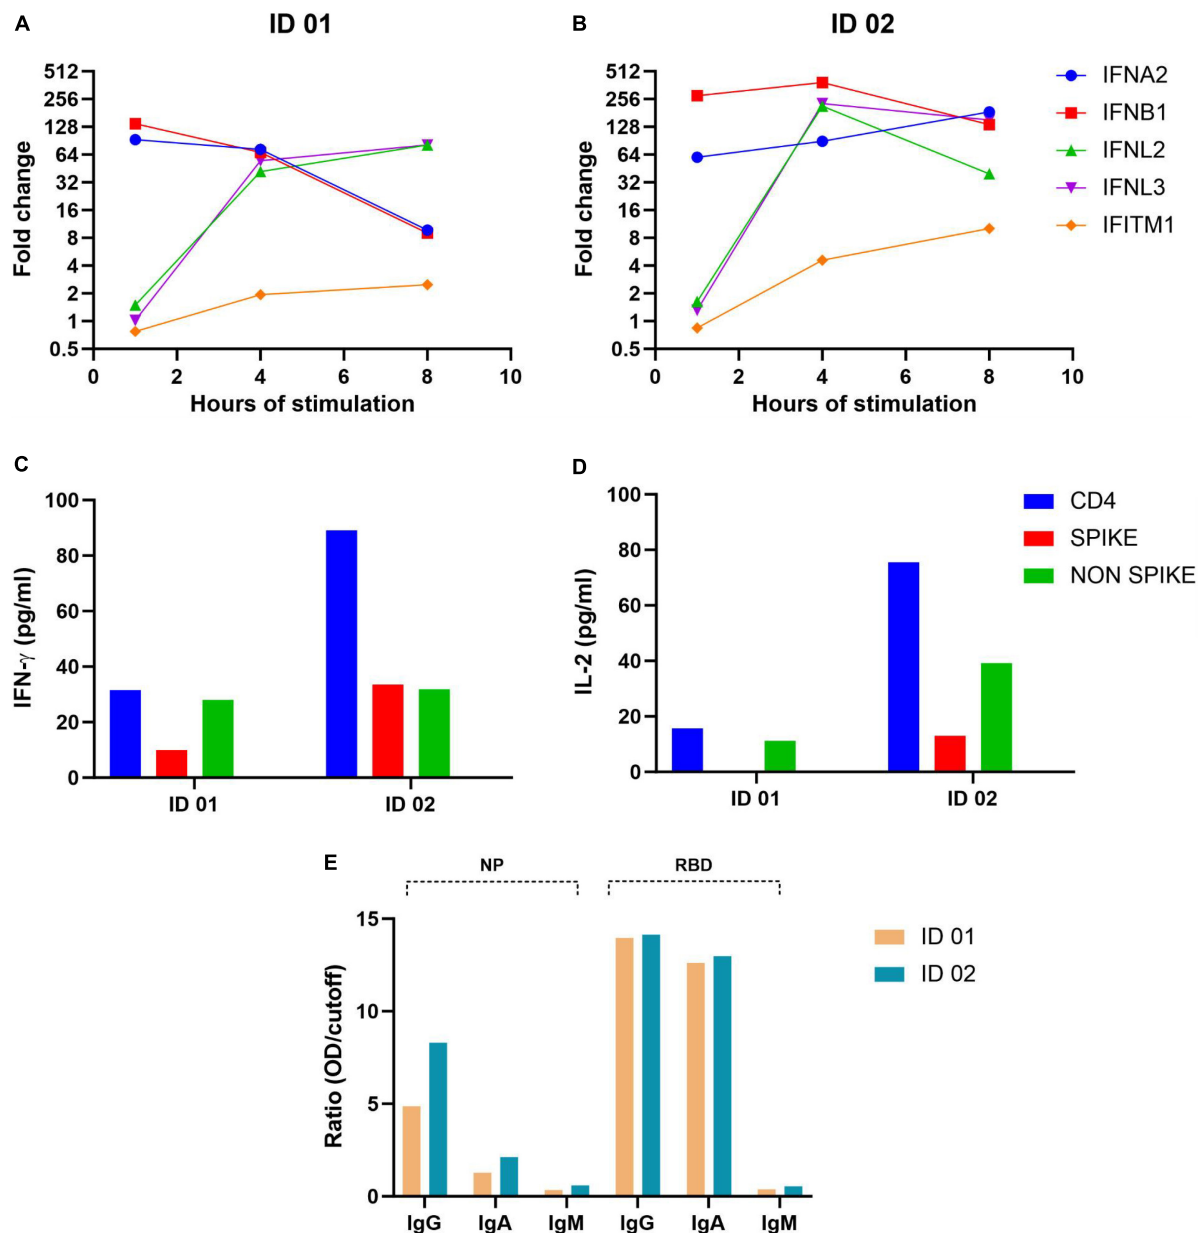 A
ID 01
B
ID 02
Fold change
512
256
128
64
32
16
8
4
2
1
0.5
0 2 4 6 8 10
Hours of stimulation
Fold change
512
256
128
64
32
16
8
4
2
1
0.5
0 2 4 6 8 10
Hours of stimulation
IFNA2
IFNB1
IFNL2
IFNL3
IFITM1
C
IFN-γ (pg/ml)
100
80
60
40
20
0
ID 01 ID 02
D
IL-2 (pg/ml)
100
80
60
40
20
0
ID 01 ID 02
CD4
SPIKE
NON SPIKE
E
NP RBD
Ratio (OD/cutoff)
15
10
5
0
IgG IgA IgM IgG IgA IgM
ID 01
ID 02